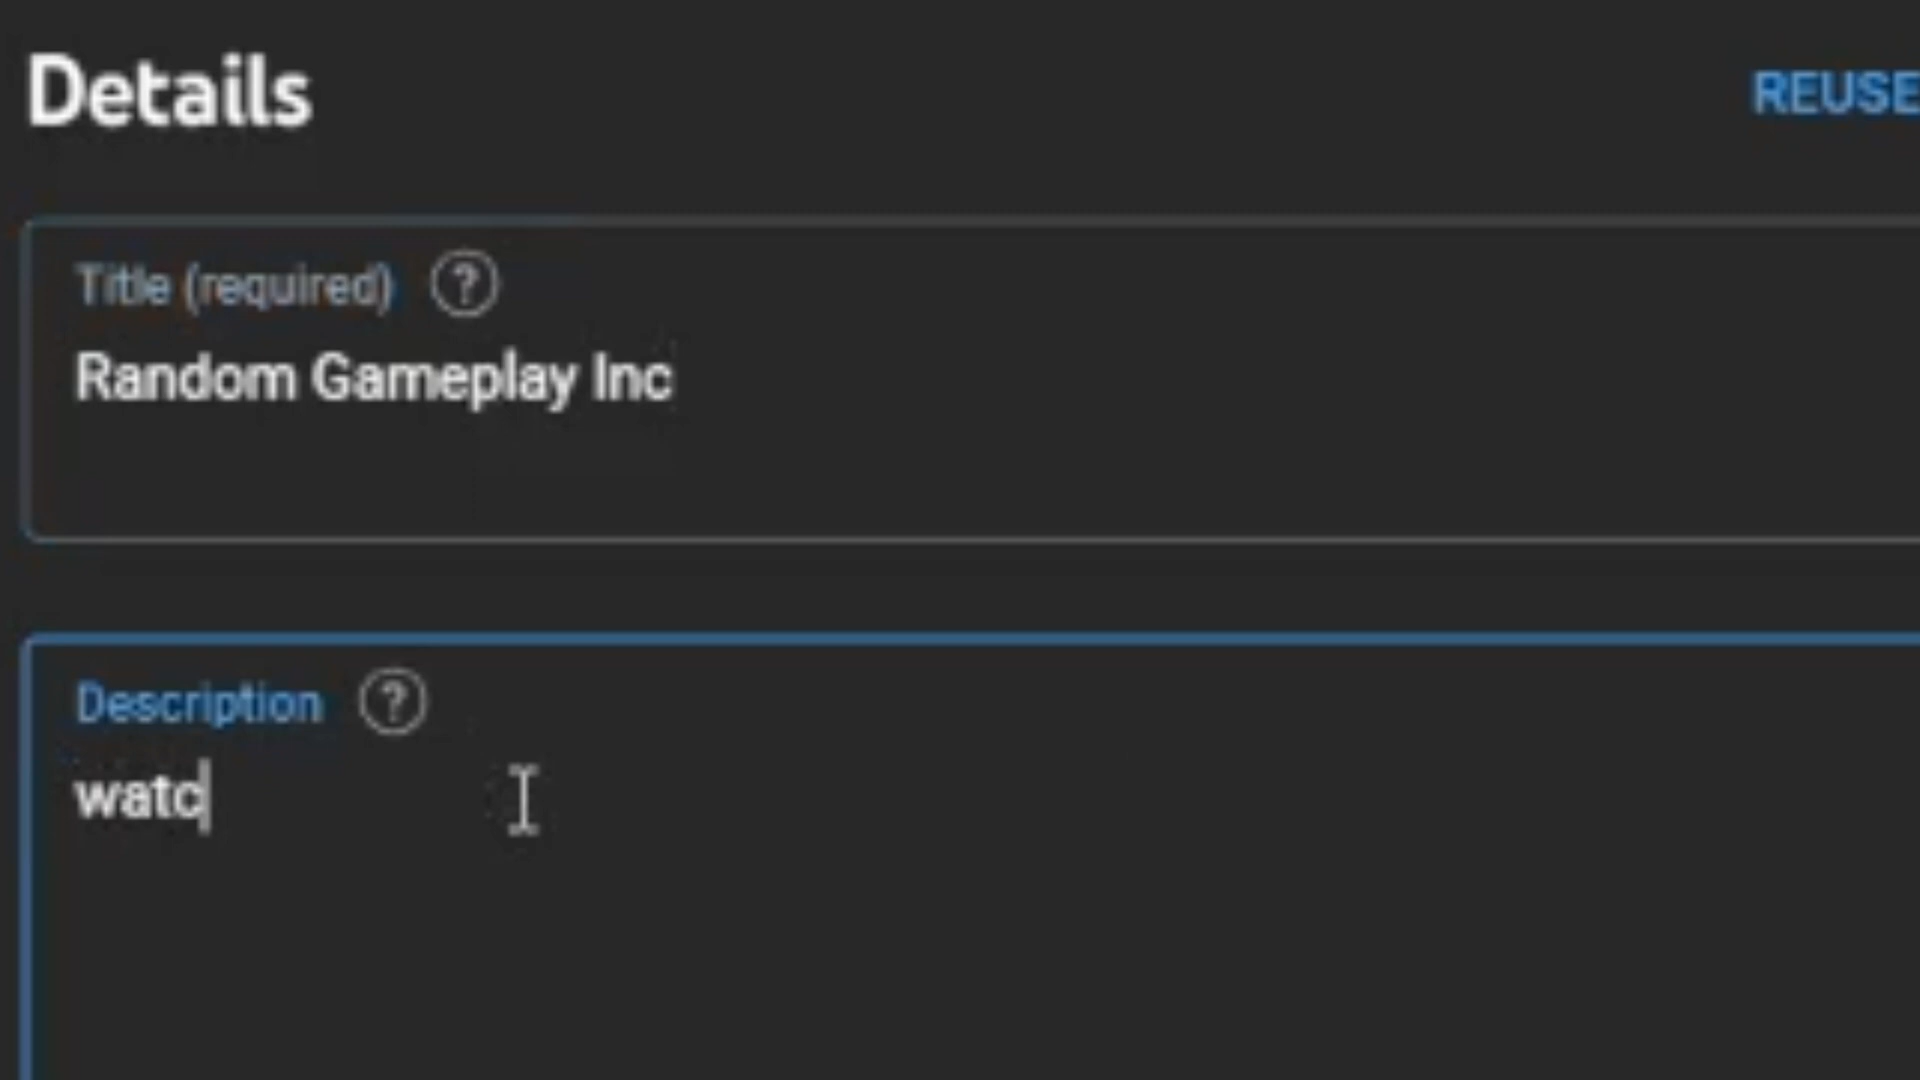 Details
REUSE
Title (required) ?
Random Gameplay Inc
Description ?
watc